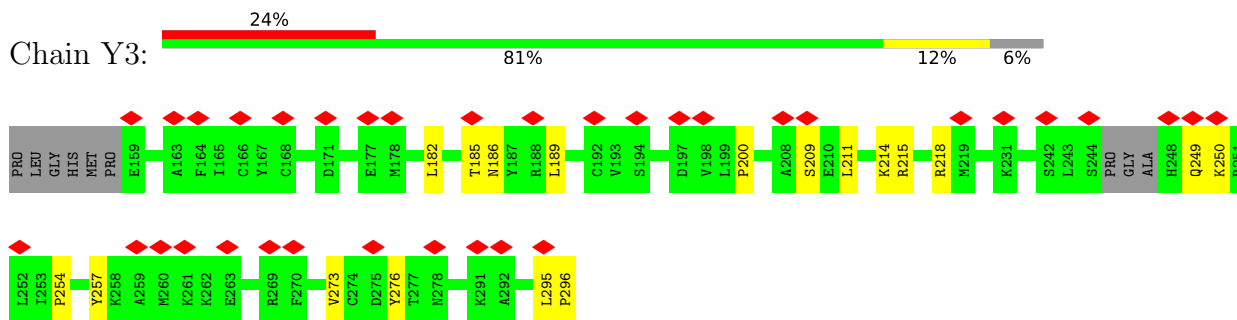 24%
Chain Y3:
81% 12% 6%
PRO LEU GLY HIS MET PRO E159 A163 F164 I165 C166 Y167 C168 D171 E177 M178 L182 T185 N186 Y187 R188 L189 C192 V193 S194 D197 V198 L199 P200 A208 S209 E210 L211 K214 R215 R218 M219 K231 S242 L243 S244 PRO GLY ALA H248 Q249 K250
L252 I253 P254 Y257 K258 A259 M260 K261 K262 E263 R269 F270 V273 C274 D275 Y276 T277 N278 K291 A292 L295 P296